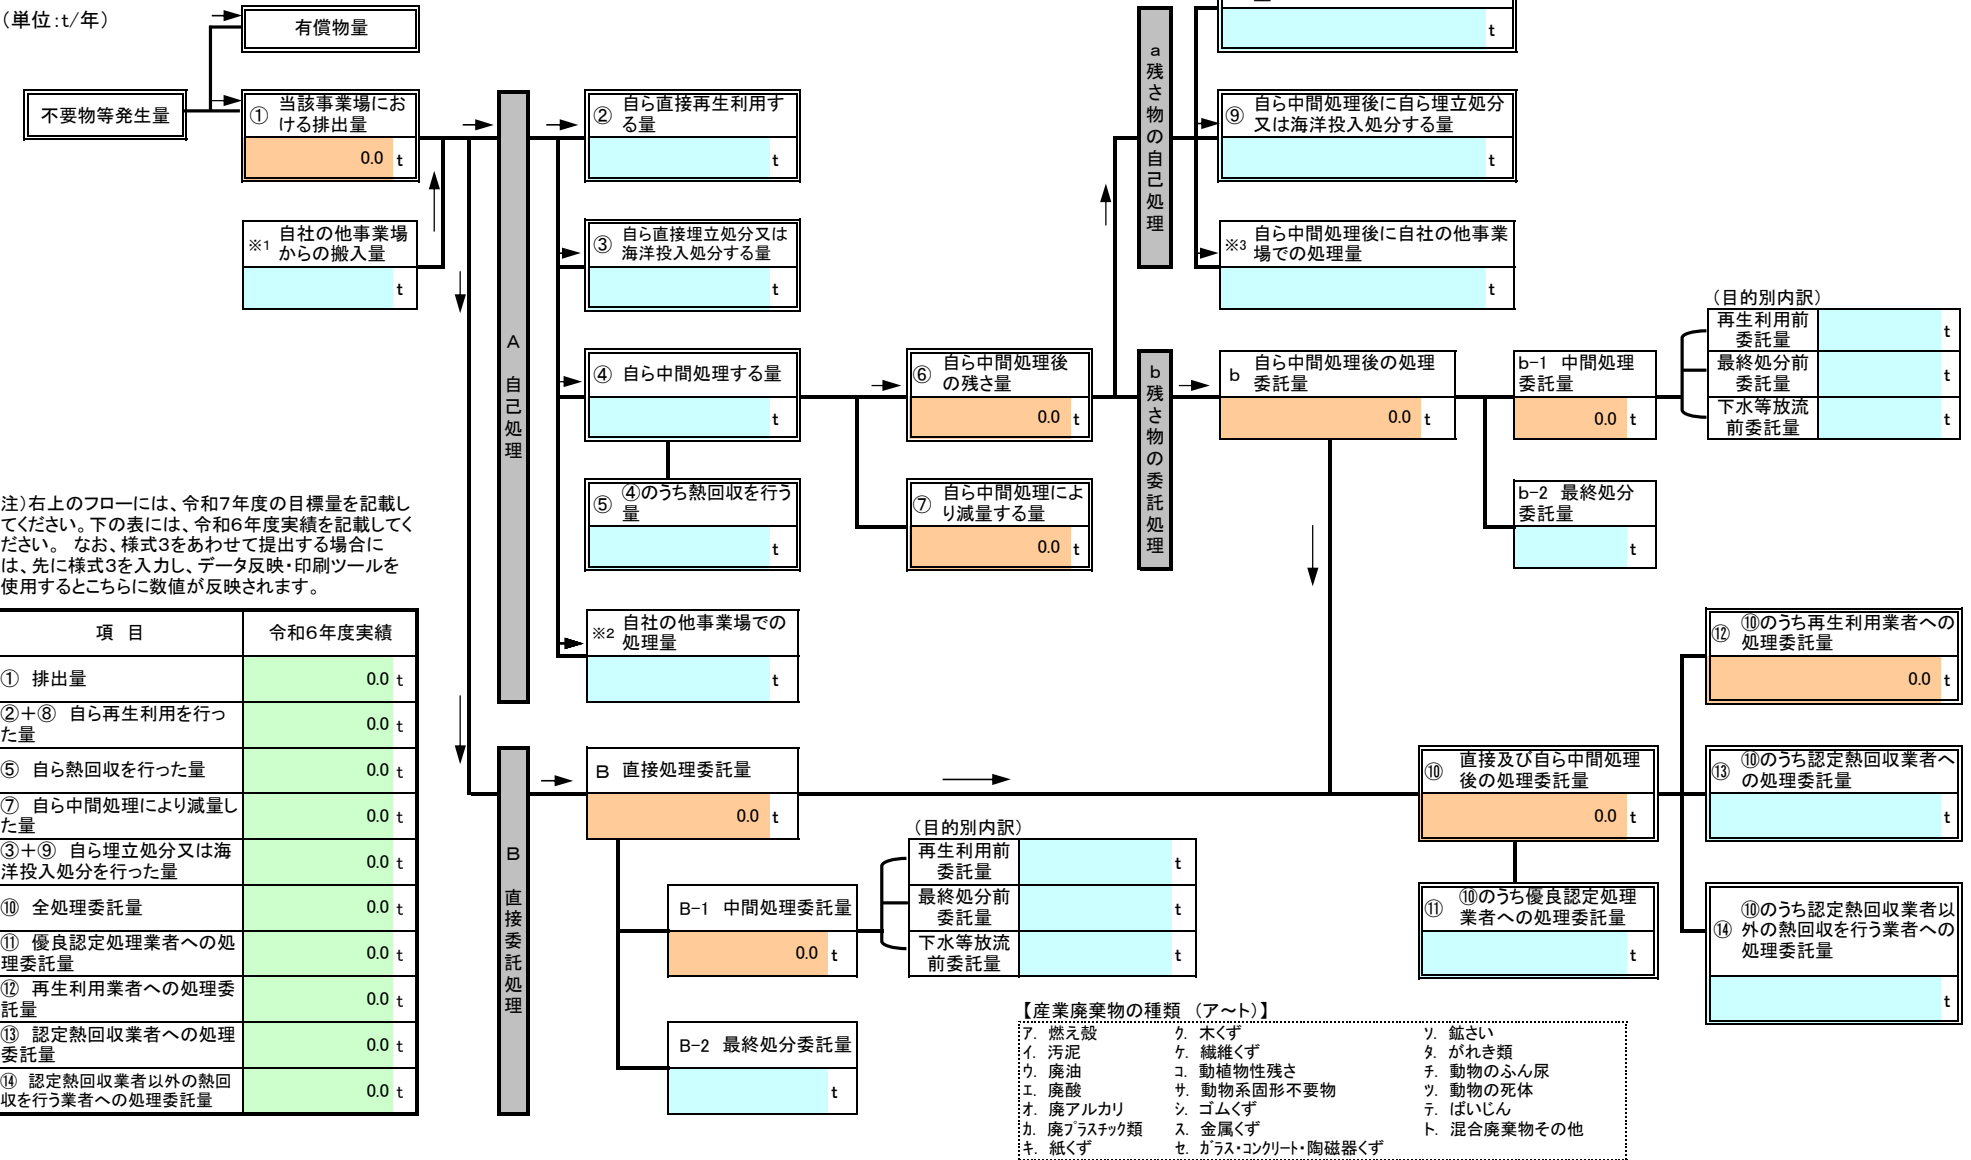 （単位：t/年）
有償物量
t
不要物等発生量
①
当該事業場にお
ける排出量
0.0 t
※1
自社の他事業場
からの搬入量
t
A
自己処理
②
自ら直接再生利用す
る量
t
③
自ら直接埋立処分又は
海洋投入処分する量
t
④ 自ら中間処理する量
t
⑤
④のうち熱回収を行う
量
t
※2
自社の他事業場での
処理量
t
⑥
自ら中間処理後
の残さ量
0.0 t
⑦
自ら中間処理によ
り減量する量
0.0 t
a
残さ物の自己処理
⑨
自ら中間処理後に自ら埋立処分
又は海洋投入処分する量
t
※3
自ら中間処理後に自社の他事業
場での処理量
t
b
残さ物の委託処理
b
自ら中間処理後の処理
委託量
0.0 t
b-1 中間処理
委託量
0.0 t
（目的別内訳）
再生利用前
委託量
t
最終処分前
委託量
t
下水等放流
前委託量
t
b-2 最終処分
委託量
t
注）右上のフローには、令和７年度の目標量を記載し
てください。下の表には、令和６年度実績を記載してく
ださい。 なお、様式３をあわせて提出する場合に
は、先に様式３を入力し、データ反映・印刷ツールを
使用するとこちらに数値が反映されます。
項 目 令和６年度実績
① 排出量 0.0 t
②＋⑧ 自ら再生利用を行っ
た量 0.0 t
⑤ 自ら熱回収を行った量 0.0 t
⑦ 自ら中間処理により減量し
た量 0.0 t
③＋⑨ 自ら埋立処分又は海
洋投入処分を行った量 0.0 t
⑩ 全処理委託量 0.0 t
⑪ 優良認定処理業者への処
理委託量 0.0 t
⑫ 再生利用業者への処理委
託量 0.0 t
⑬ 認定熱回収業者への処理
委託量 0.0 t
⑭ 認定熱回収業者以外の熱回
収を行う業者への処理委託量 0.0 t
B
直接委託処理
B 直接処理委託量
0.0 t
B-1 中間処理委託量
0.0 t
（目的別内訳）
再生利用前
委託量
t
最終処分前
委託量
t
下水等放流
前委託量
t
B-2 最終処分委託量
t
⑩
直接及び自ら中間処理
後の処理委託量
0.0 t
⑪
⑩のうち優良認定処理
業者への処理委託量
t
⑫
⑩のうち再生利用業者への
処理委託量
0.0 t
⑬
⑩のうち認定熱回収業者へ
の処理委託量
t
⑭
⑩のうち認定熱回収業者以
外の熱回収を行う業者への
処理委託量
t
【産業廃棄物の種類 （ア～ト）】
ｱ. 燃え殻 ｸ. 木くず ｿ. 鉱さい
ｲ. 汚泥 ｹ. 繊維くず ﾀ. がれき類
ｳ. 廃油 ｺ. 動植物性残さ ﾁ. 動物のふん尿
ｴ. 廃酸 ｻ. 動物系固形不要物 ﾂ. 動物の死体
ｵ. 廃アルカリ ｼ. ゴムくず ﾃ. ばいじん
ｶ. 廃ﾌﾟﾗｽﾁｯｸ類 ｽ. 金属くず ﾄ. 混合廃棄物その他
ｷ. 紙くず ｾ. ｶﾞﾗｽ・ｺﾝｸﾘｰﾄ・陶磁器くず